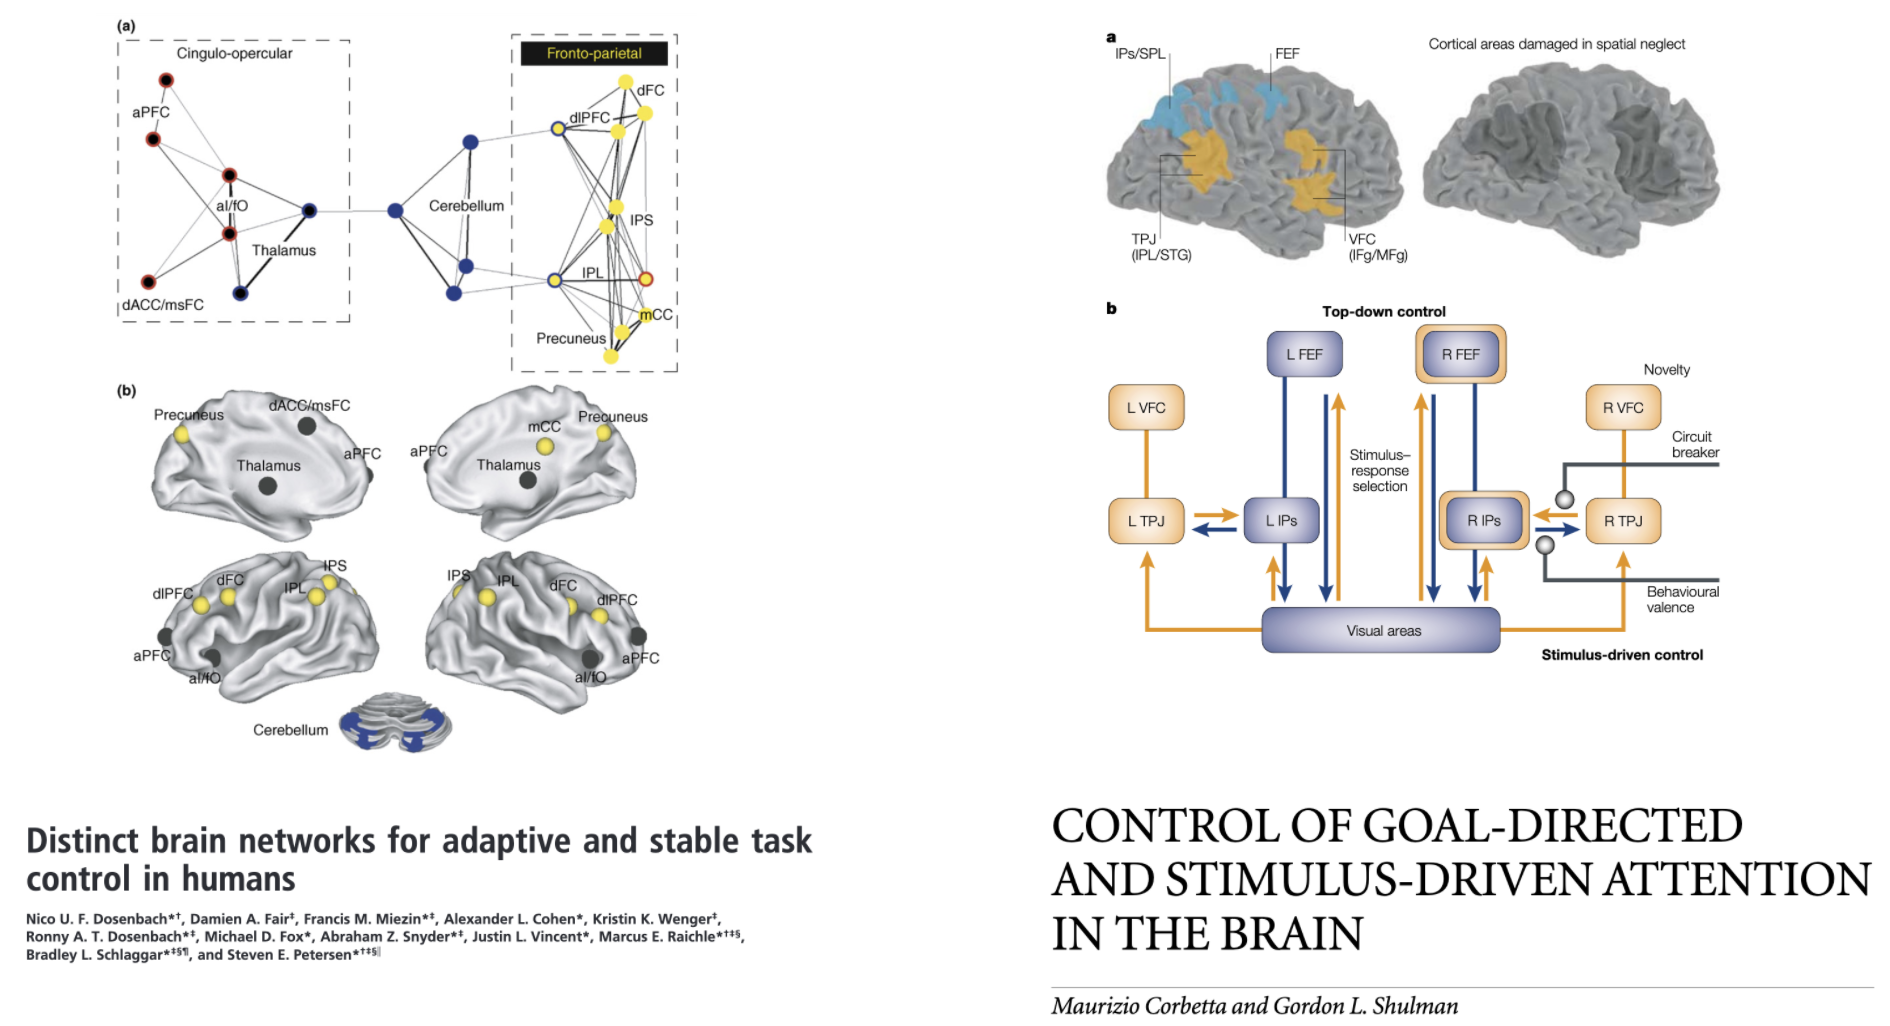 (a)
Cingulo-opercular
Fronto-parietal
aPFC
aI/fO
Thalamus
dACC/msFC
Cerebellum
dFC
dlPFC
IPS
IPL
mCC
Precuneus
(b)
Precuneus
dACC/msFC
aPFC
Thalamus
aPFC
mCC
Precuneus
Thalamus
dlPFC
dFC
IPL
IPS
aPFC
aI/fO
IPS
IPL
dFC
dlPFC
aPFC
aI/fO
Cerebellum
Distinct brain networks for adaptive and stable task
control in humans
Nico U. F. Dosenbach*†, Damien A. Fair‡, Francis M. Miezin*‡, Alexander L. Cohen*, Kristin K. Wenger‡,
Ronny A. T. Dosenbach*‡, Michael D. Fox*, Abraham Z. Snyder*‡, Justin L. Vincent*, Marcus E. Raichle*†‡§,
Bradley L. Schlaggar*‡§¶, and Steven E. Petersen*†‡§‖
a
IPs/SPL
FEF
Cortical areas damaged in spatial neglect
TPJ
(IPL/STG)
VFC
(IFg/MFg)
b
Top-down control
L FEF
R FEF
Novelty
L VFC
R VFC
Circuit
breaker
Stimulus–
response
selection
L TPJ
L IPs
R IPs
R TPJ
Behavioural
valence
Visual areas
Stimulus-driven control
CONTROL OF GOAL-DIRECTED
AND STIMULUS-DRIVEN ATTENTION
IN THE BRAIN
Maurizio Corbetta and Gordon L. Shulman